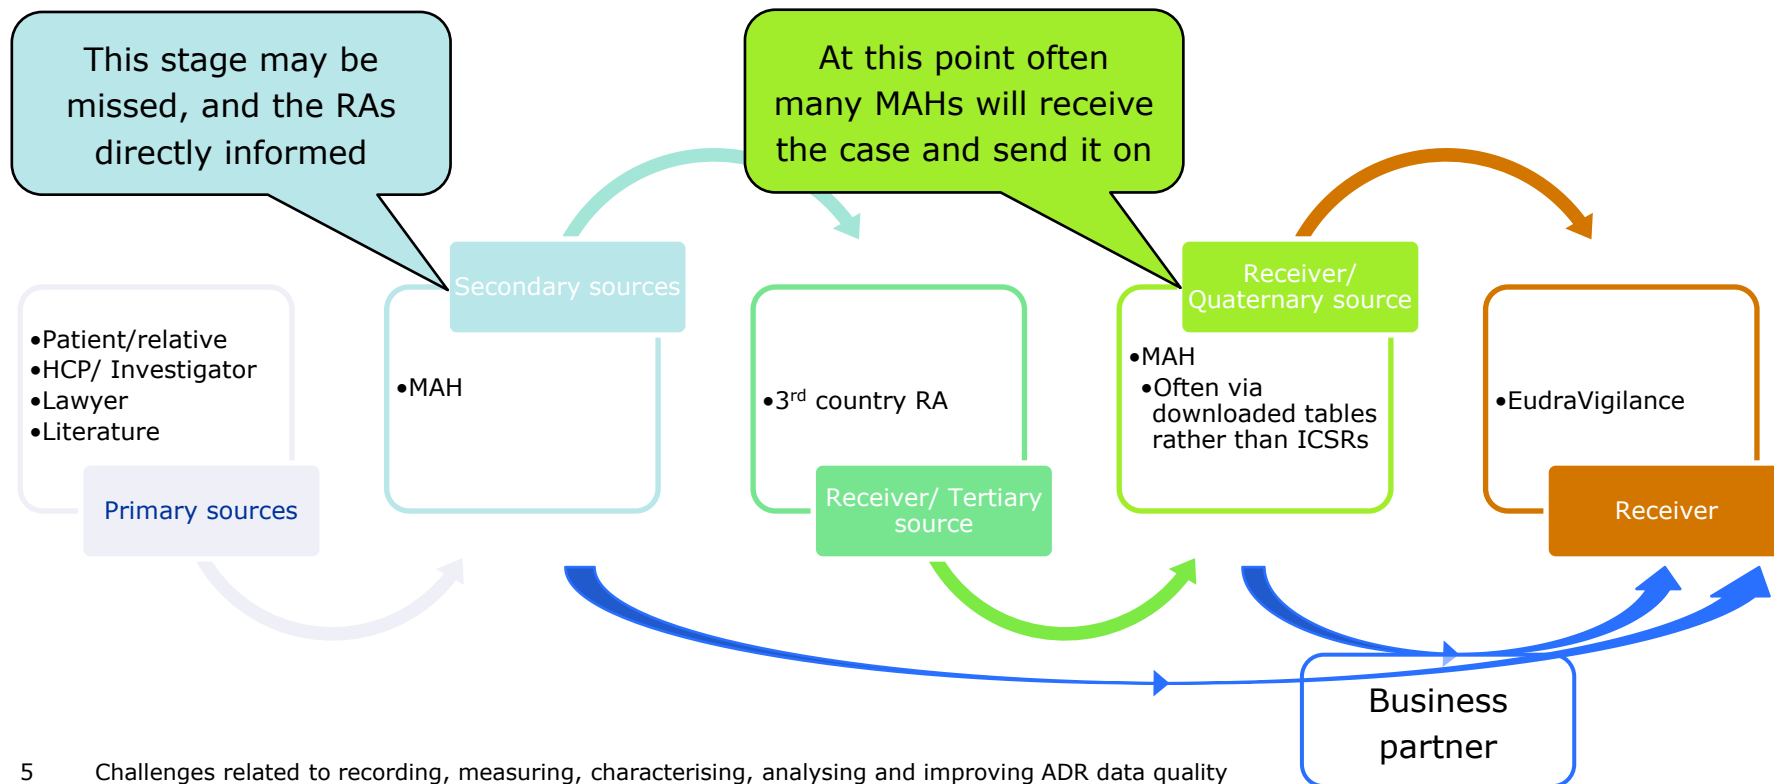 This stage may be
missed, and the RAs
directly informed
At this point often
many MAHs will receive
the case and send it on
•Patient/relative
•HCP/ Investigator
•Lawyer
•Literature
Primary sources
Secondary sources
•MAH
•3rd country RA
Receiver/ Tertiary
source
Receiver/
Quaternary source
•MAH
•Often via
downloaded tables
rather than ICSRs
•EudraVigilance
Receiver
Business
partner
5 Challenges related to recording, measuring, characterising, analysing and improving ADR data quality